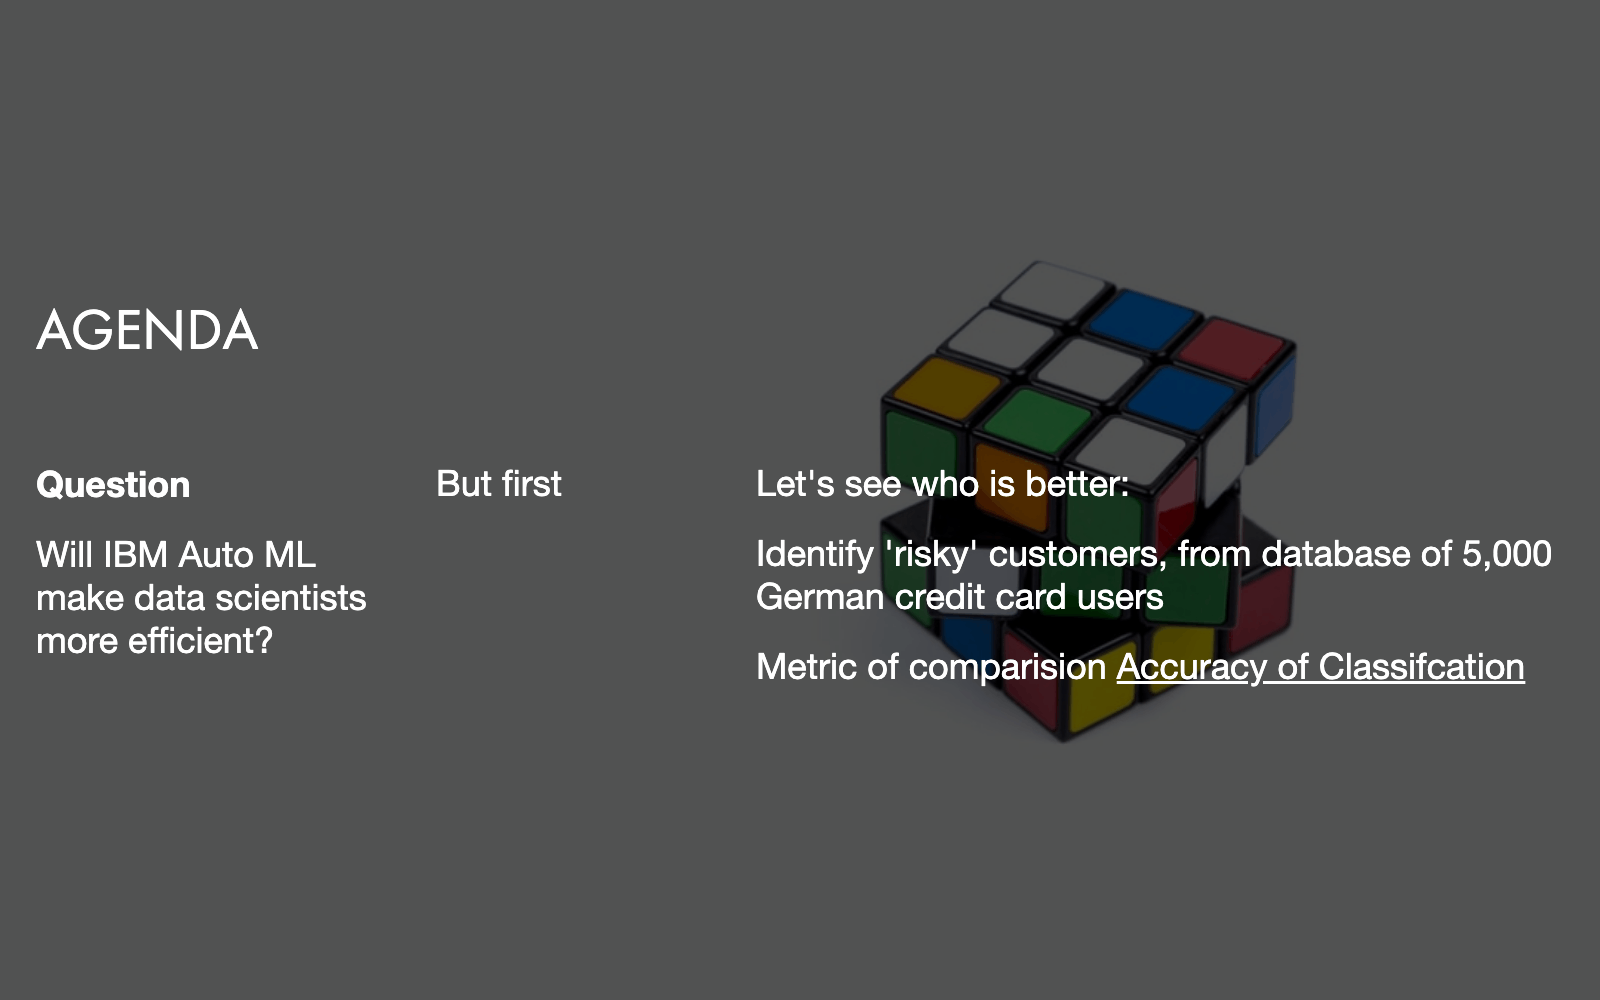 AGENDA
Question
Will IBM Auto ML
make data scientists
more efficient?
But first
Let's see who is better:
Identify 'risky' customers, from database of 5,000
German credit card users
Metric of comparision Accuracy of Classifcation